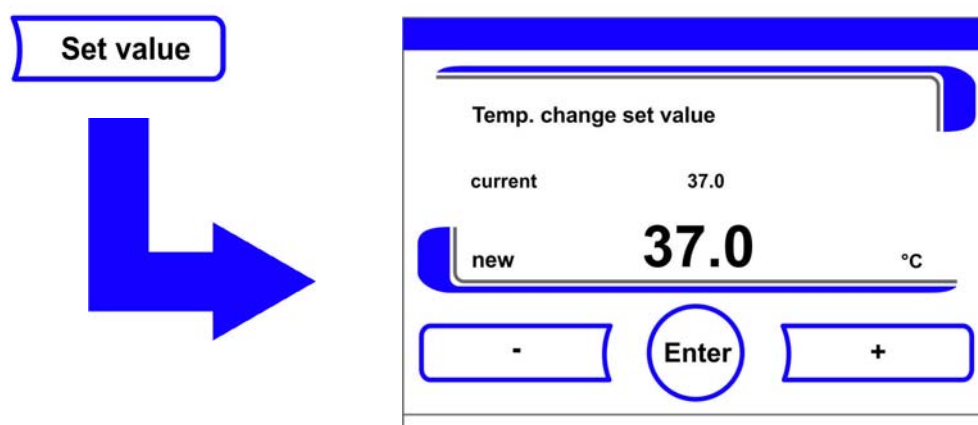 Set value
Temp. change set value
current 37.0
new 37.0 °C
- Enter +